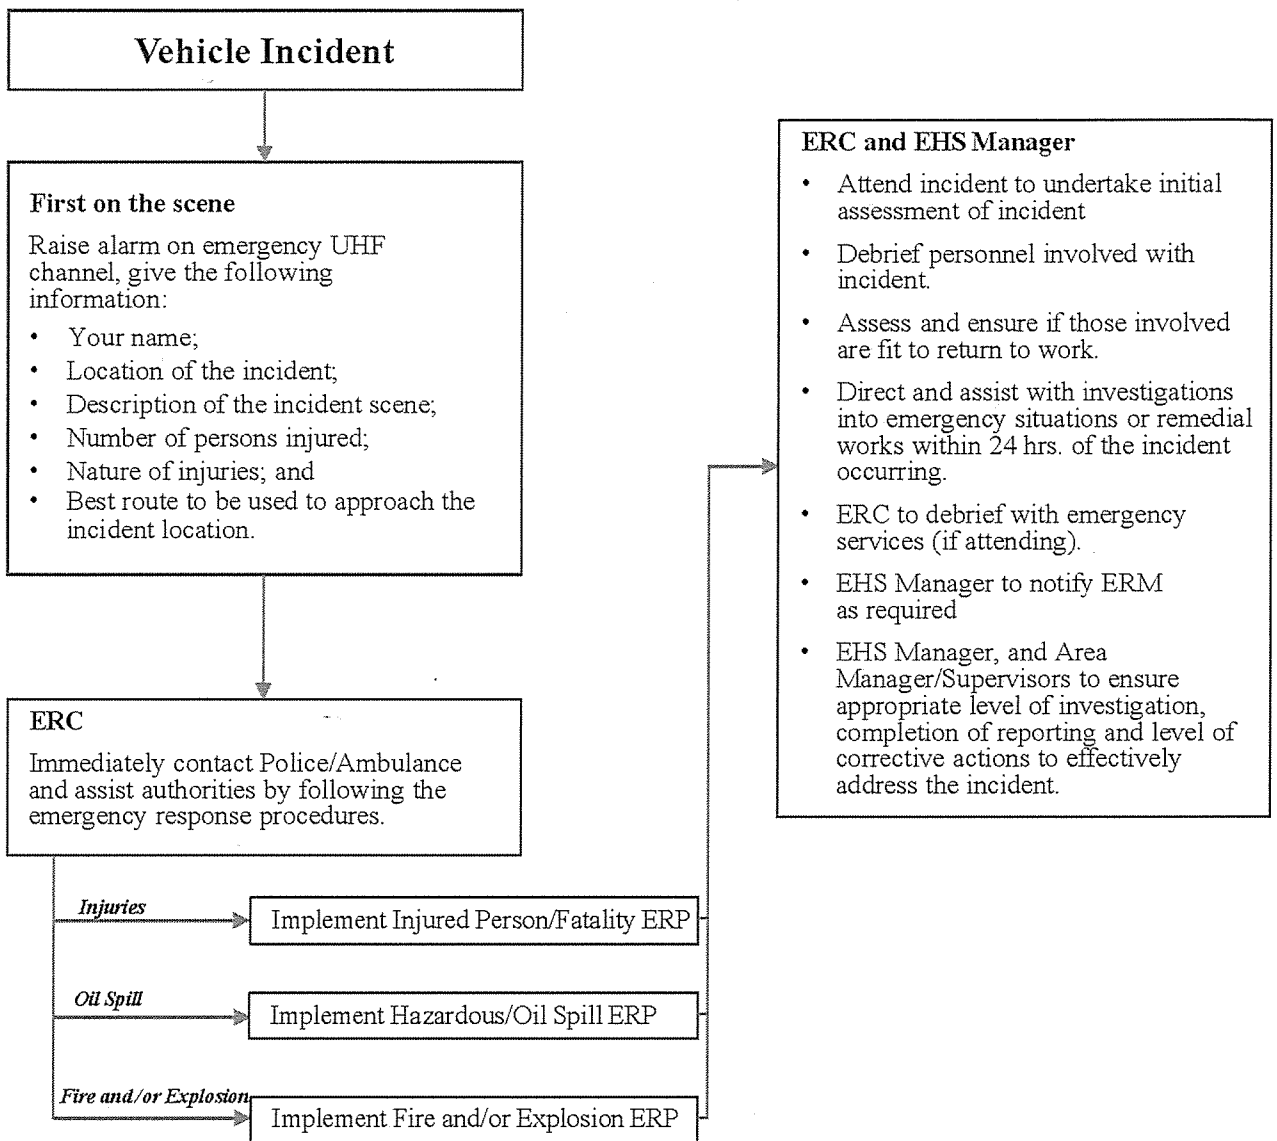 Vehicle Incident
First on the scene
Raise alarm on emergency UHF
channel, give the following
information:
• Your name;
• Location of the incident;
• Description of the incident scene;
• Number of persons injured;
• Nature of injuries; and
• Best route to be used to approach the
incident location.
ERC
Immediately contact Police/Ambulance
and assist authorities by following the
emergency response procedures.
Injuries
Implement Injured Person/Fatality ERP
Oil Spill
Implement Hazardous/Oil Spill ERP
Fire and/or Explosion
Implement Fire and/or Explosion ERP
ERC and EHS Manager
• Attend incident to undertake initial
assessment of incident
• Debrief personnel involved with
incident.
• Assess and ensure if those involved
are fit to return to work.
• Direct and assist with investigations
into emergency situations or remedial
works within 24 hrs. of the incident
occurring.
• ERC to debrief with emergency
services (if attending).
• EHS Manager to notify ERM
as required
• EHS Manager, and Area
Manager/Supervisors to ensure
appropriate level of investigation,
completion of reporting and level of
corrective actions to effectively
address the incident.